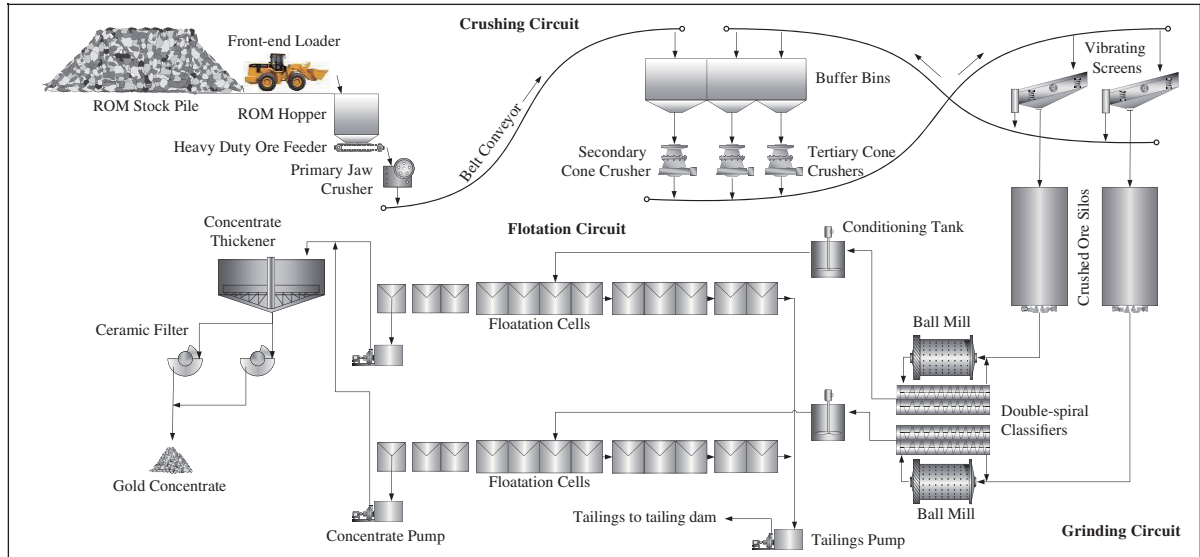 Crushing Circuit
Front-end Loader
ROM Stock Pile
ROM Hopper
Heavy Duty Ore Feeder
Primary Jaw
Crusher
Belt Conveyor
Buffer Bins
Secondary
Cone Crusher
Tertiary Cone
Crushers
Vibrating
Screens
Crushed Ore Silos
Concentrate
Thickener
Flotation Circuit
Conditioning Tank
Floatation Cells
Ceramic Filter
Ball Mill
Double-spiral
Classifiers
Floatation Cells
Gold Concentrate
Concentrate Pump
Tailings to tailing dam
Tailings Pump
Ball Mill
Grinding Circuit